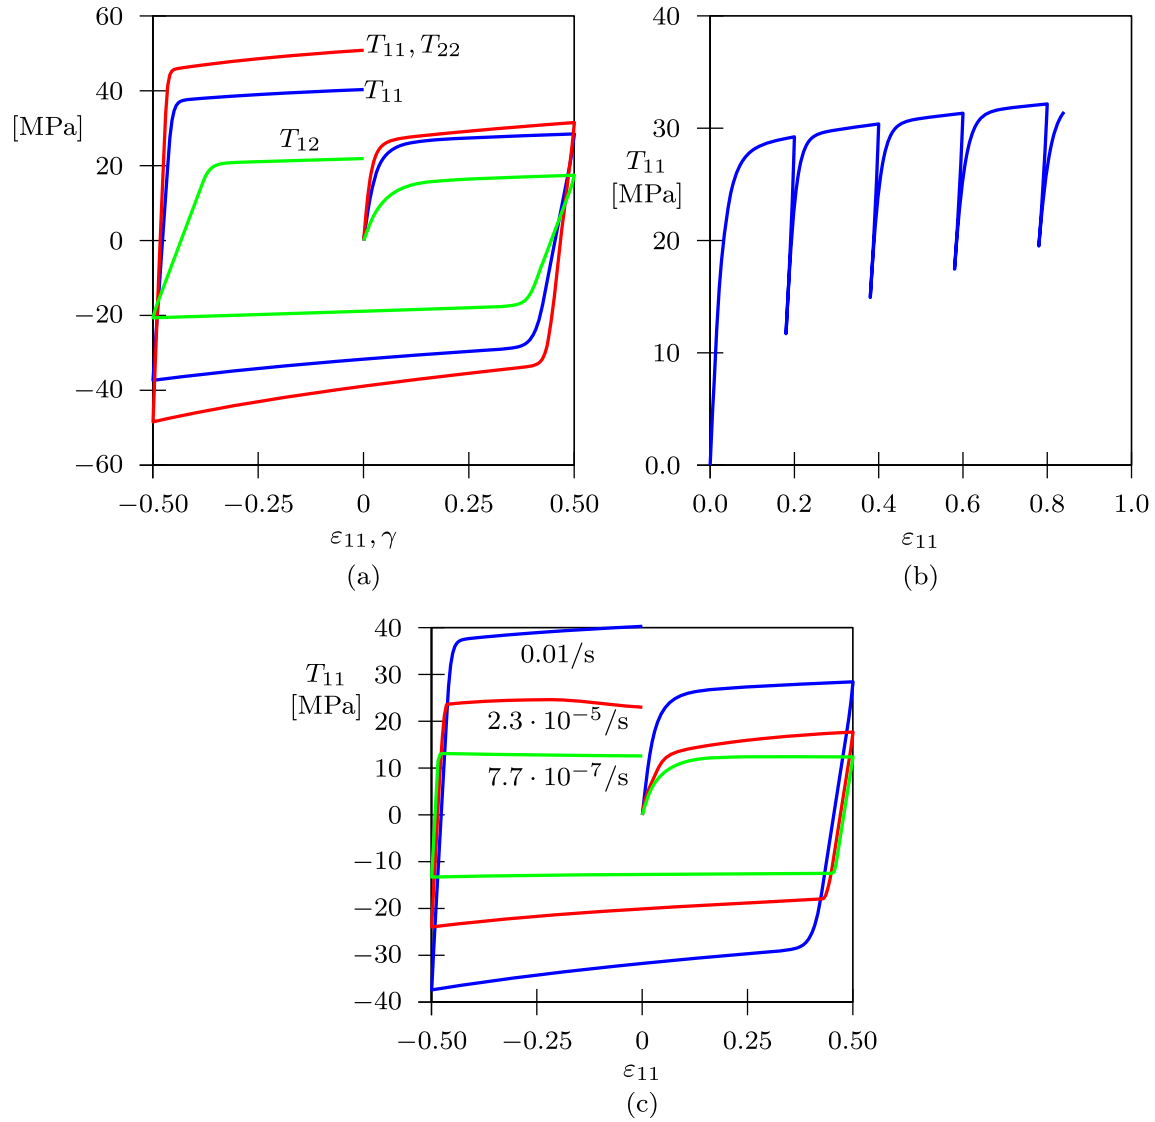 60
40
[MPa]
20
0
−20
−40
−60
T₁₁, T₂₂
T₁₁
T₁₂
−0.50 −0.25 0 0.25 0.50
ε₁₁, γ
(a)
40
30
T₁₁
[MPa]
20
10
0.0
0.0 0.2 0.4 0.6 0.8 1.0
ε₁₁
(b)
40
30
T₁₁
[MPa]
20
10
0
−10
−20
−30
−40
0.01/s
2.3 · 10⁻⁵/s
7.7 · 10⁻⁷/s
−0.50 −0.25 0 0.25 0.50
ε₁₁
(c)